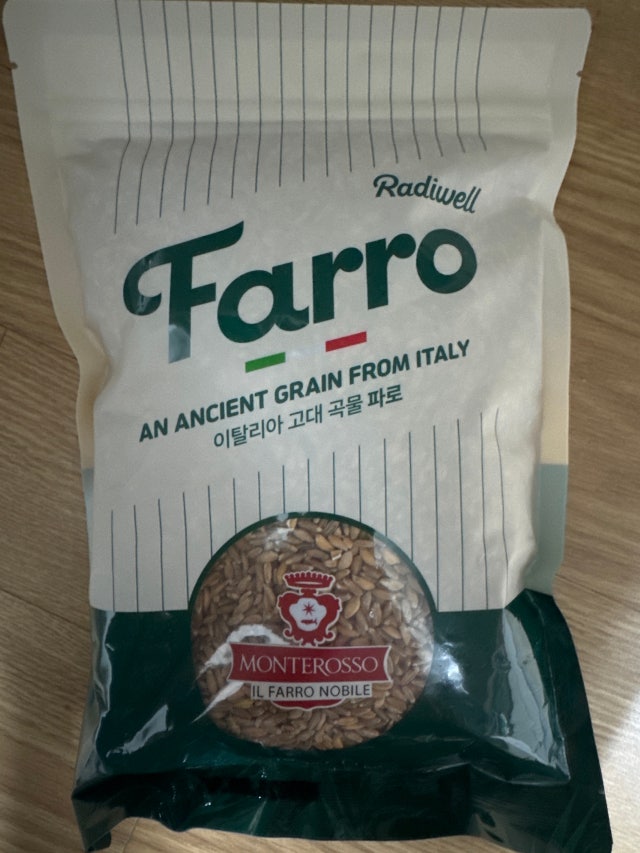 Radiwell
Farro
AN ANCIENT GRAIN FROM ITALY
이탈리아 고대 곡물 파로
MONTEROSSO
IL FARRO NOBILE